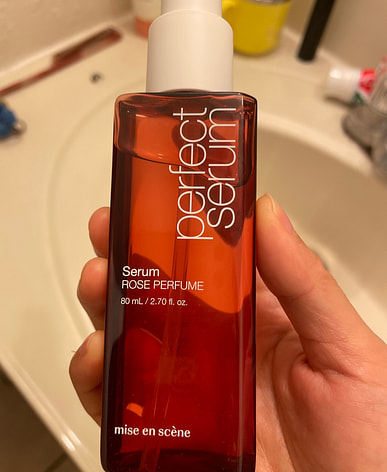 perfect
serum
Serum
ROSE PERFUME
80 mL / 2.70 fl. oz.
mise en scène